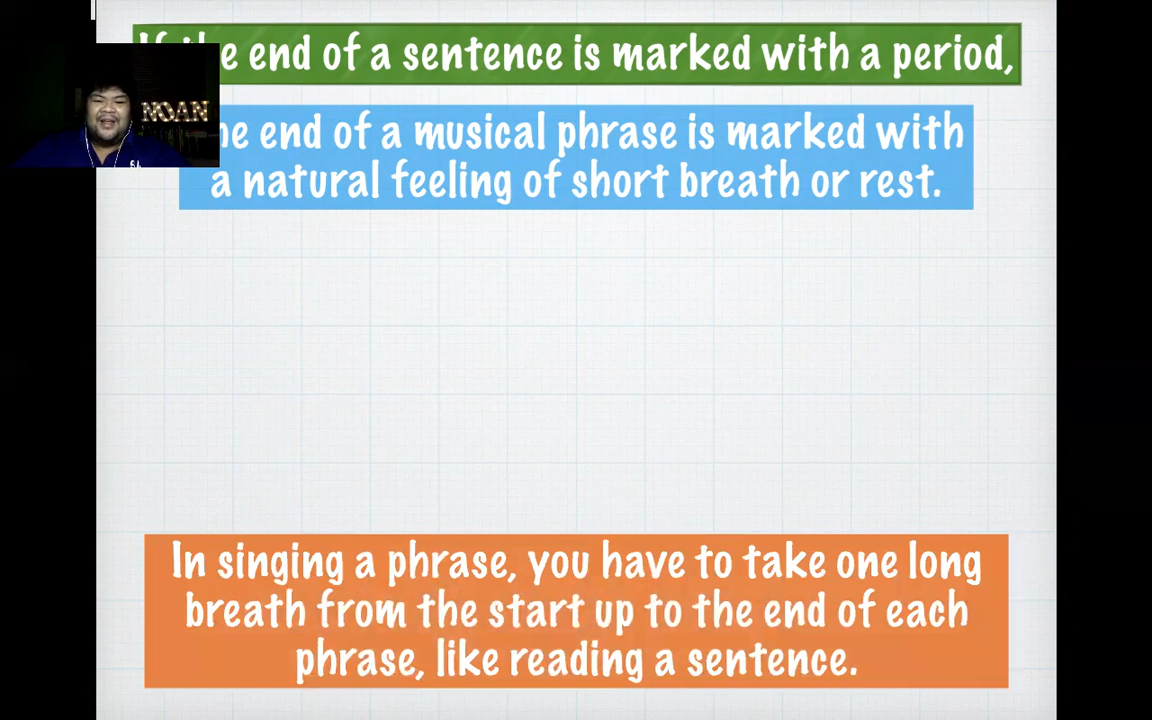 the end of a sentence is marked with a period,
NOAN
end of a musical phrase is marked with
a natural feeling of short breath or rest.
In singing a phrase, you have to take one long
breath from the start up to the end of each
phrase, like reading a sentence.